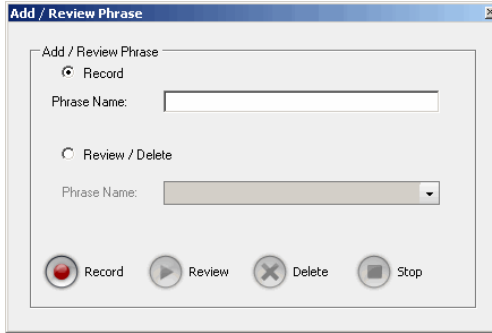 Add / Review Phrase
Add / Review Phrase
Record
Phrase Name:
Review / Delete
Phrase Name:
Record Review Delete Stop